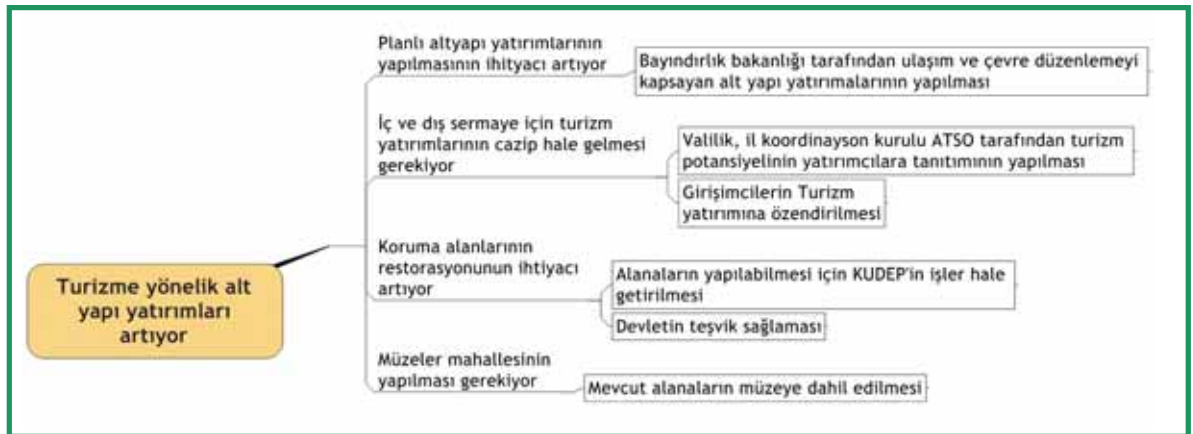 Planlı altyapı yatırımlarının
yapılmasının ihityacı artıyor
Bayındırlık bakanlığı tarafından ulaşım ve çevre düzenlemeyi
kapsayan alt yapı yatırımalarının yapılması
İç ve dış sermaye için turizm
yatırımlarının cazip hale gelmesi
gerekiyor
Valilik, il koordinayson kurulu ATSO tarafından turizm
potansiyelinin yatırımcılara tanıtımının yapılması
Girişimcilerin Turizm
yatırımına özendirilmesi
Turizme yönelik alt
yapı yatırımları
artıyor
Koruma alanlarının
restorasyonunun ihtiyacı
artıyor
Alanaların yapılabilmesi için KUDEP'in işler hale
getirilmesi
Devletin teşvik sağlaması
Müzeler mahallesinin
yapılması gerekiyor
Mevcut alanaların müzeye dahil edilmesi